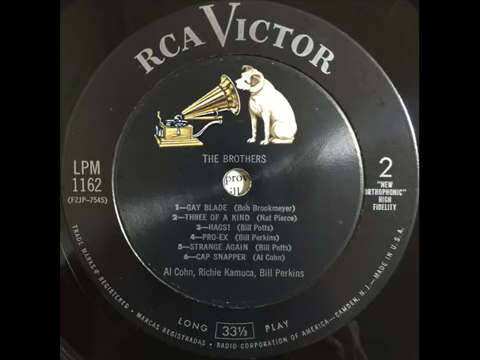 RCA VICTOR
THE BROTHERS
LPM
1162
(F2JP-7545)
2
"NEW
ORTHOPHONIC"
HIGH
FIDELITY
1—GAY BLADE (Bob Brookmeyer)
2—THREE OF A KIND (Nat Pierce)
3—HAGS! (Bill Potts)
4—PRO-EX (Bill Perkins)
5—STRANGE AGAIN (Bill Potts)
6—CAP SNAPPER (Al Cohn)
Al Cohn, Richie Kamuca, Bill Perkins
LONG 33⅓ PLAY
TRADE MARKS ® REGISTERED • MARCAS REGISTRADAS • RADIO CORPORATION OF AMERICA—CAMDEN, N.J.—MADE IN U.S.A.